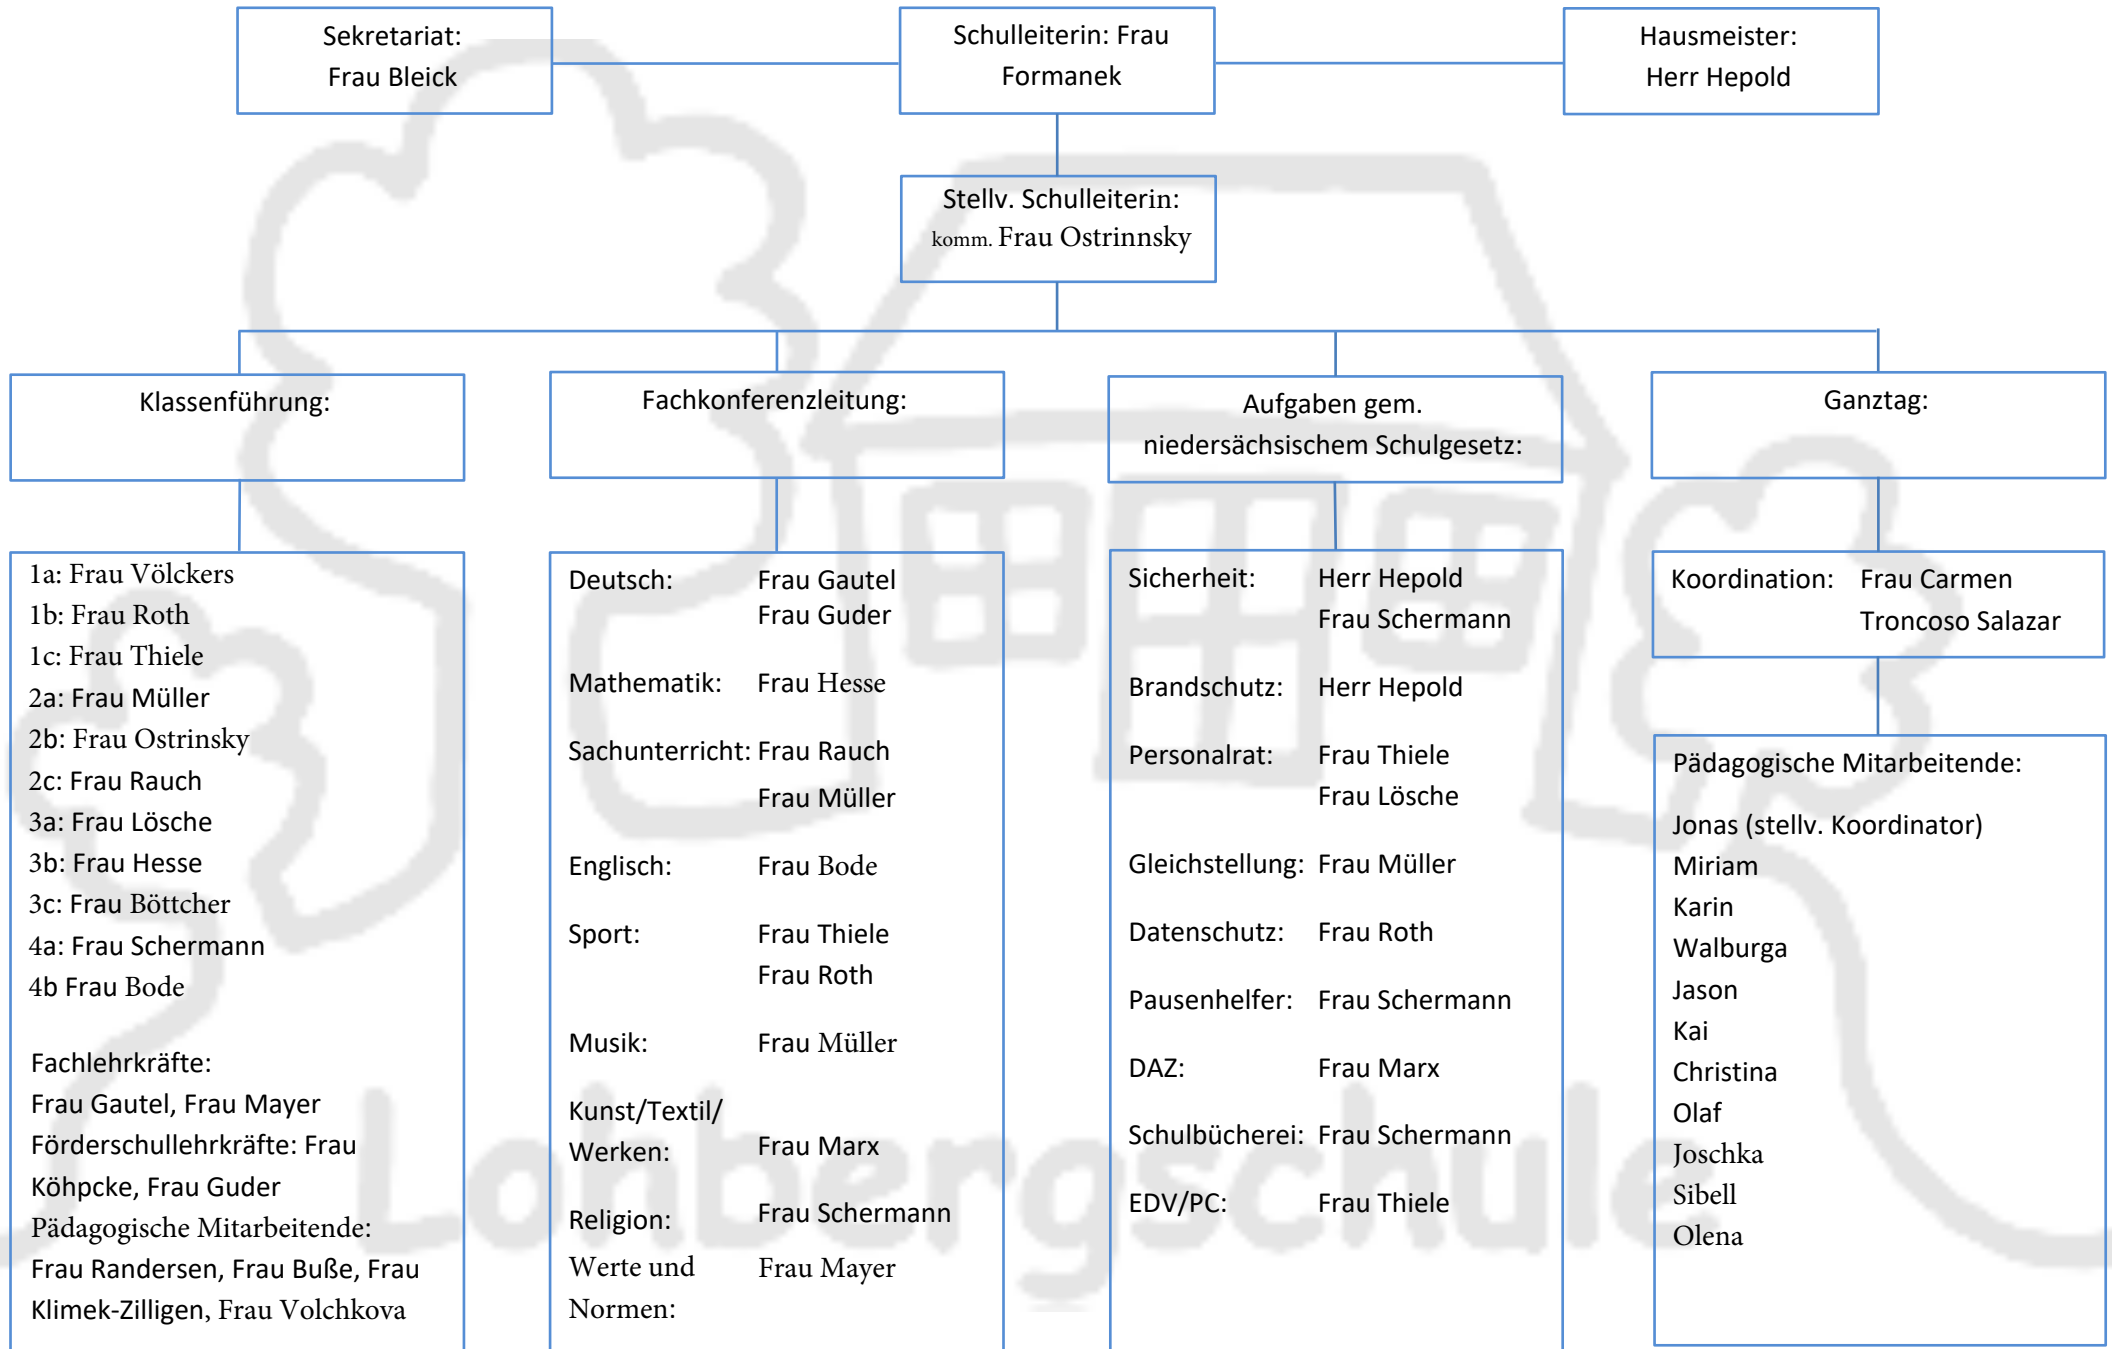 Sekretariat:
Frau Bleick
Schulleiterin: Frau
Formanek
Hausmeister:
Herr Hepold
Stellv. Schulleiterin:
komm. Frau Ostrinnsky
Klassenführung:
Fachkonferenzleitung:
Aufgaben gem.
niedersächsischem Schulgesetz:
Ganztag:
1a: Frau Völckers
1b: Frau Roth
1c: Frau Thiele
2a: Frau Müller
2b: Frau Ostrinsky
2c: Frau Rauch
3a: Frau Lösche
3b: Frau Hesse
3c: Frau Böttcher
4a: Frau Schermann
4b Frau Bode
Fachlehrkräfte:
Frau Gautel, Frau Mayer
Förderschullehrkräfte: Frau
Köhpcke, Frau Guder
Pädagogische Mitarbeitende:
Frau Randersen, Frau Buße, Frau
Klimek-Zilligen, Frau Volchkova
Deutsch: Frau Gautel
Frau Guder
Mathematik: Frau Hesse
Sachunterricht: Frau Rauch
Frau Müller
Englisch: Frau Bode
Sport: Frau Thiele
Frau Roth
Musik: Frau Müller
Kunst/Textil/
Werken: Frau Marx
Religion: Frau Schermann
Werte und Frau Mayer
Normen:
Sicherheit: Herr Hepold
Frau Schermann
Brandschutz: Herr Hepold
Personalrat: Frau Thiele
Frau Lösche
Gleichstellung: Frau Müller
Datenschutz: Frau Roth
Pausenhelfer: Frau Schermann
DAZ: Frau Marx
Schulbücherei: Frau Schermann
EDV/PC: Frau Thiele
Koordination: Frau Carmen
Troncoso Salazar
Pädagogische Mitarbeitende:
Jonas (stellv. Koordinator)
Miriam
Karin
Walburga
Jason
Kai
Christina
Olaf
Joschka
Sibell
Olena
Lohbergschule